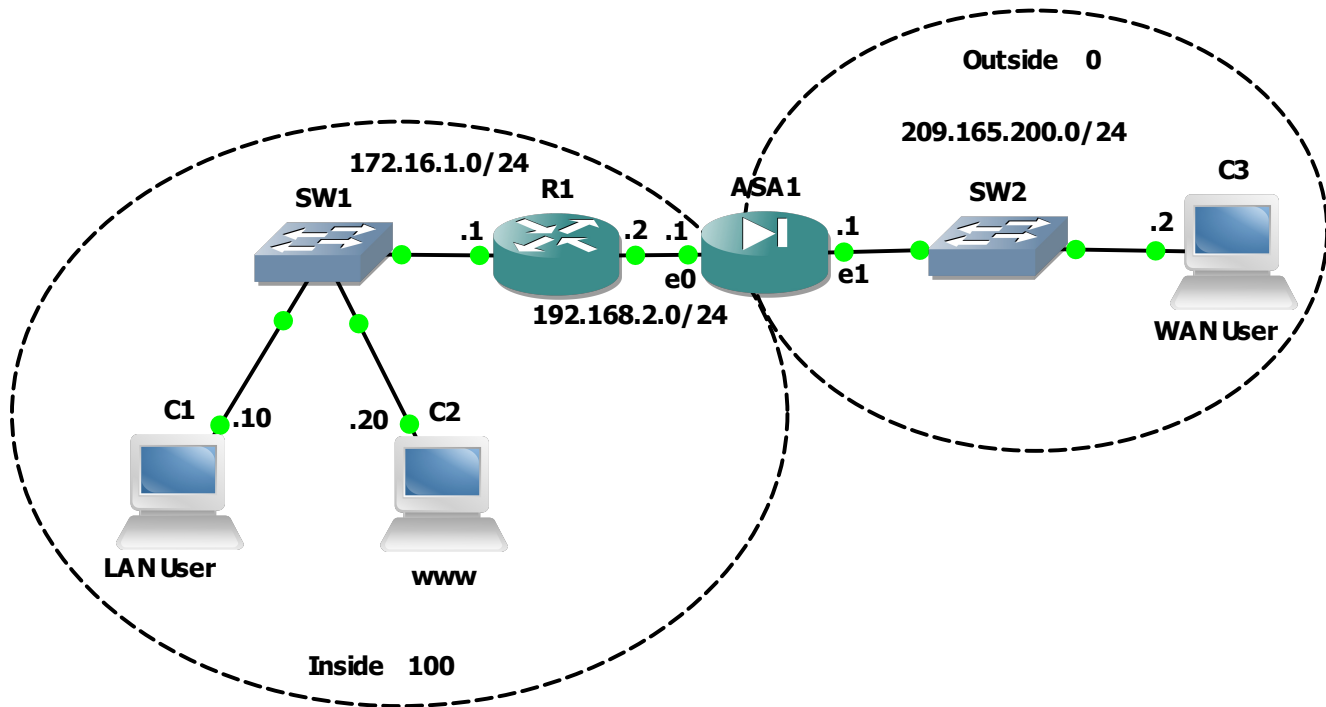 Outside 0
209.165.200.0/24
172.16.1.0/24
SW1
R1
ASA1
SW2
C3
.1
.2
.1
.1
.2
e0
e1
192.168.2.0/24
WAN User
C1
.10
.20
C2
LAN User
www
Inside 100